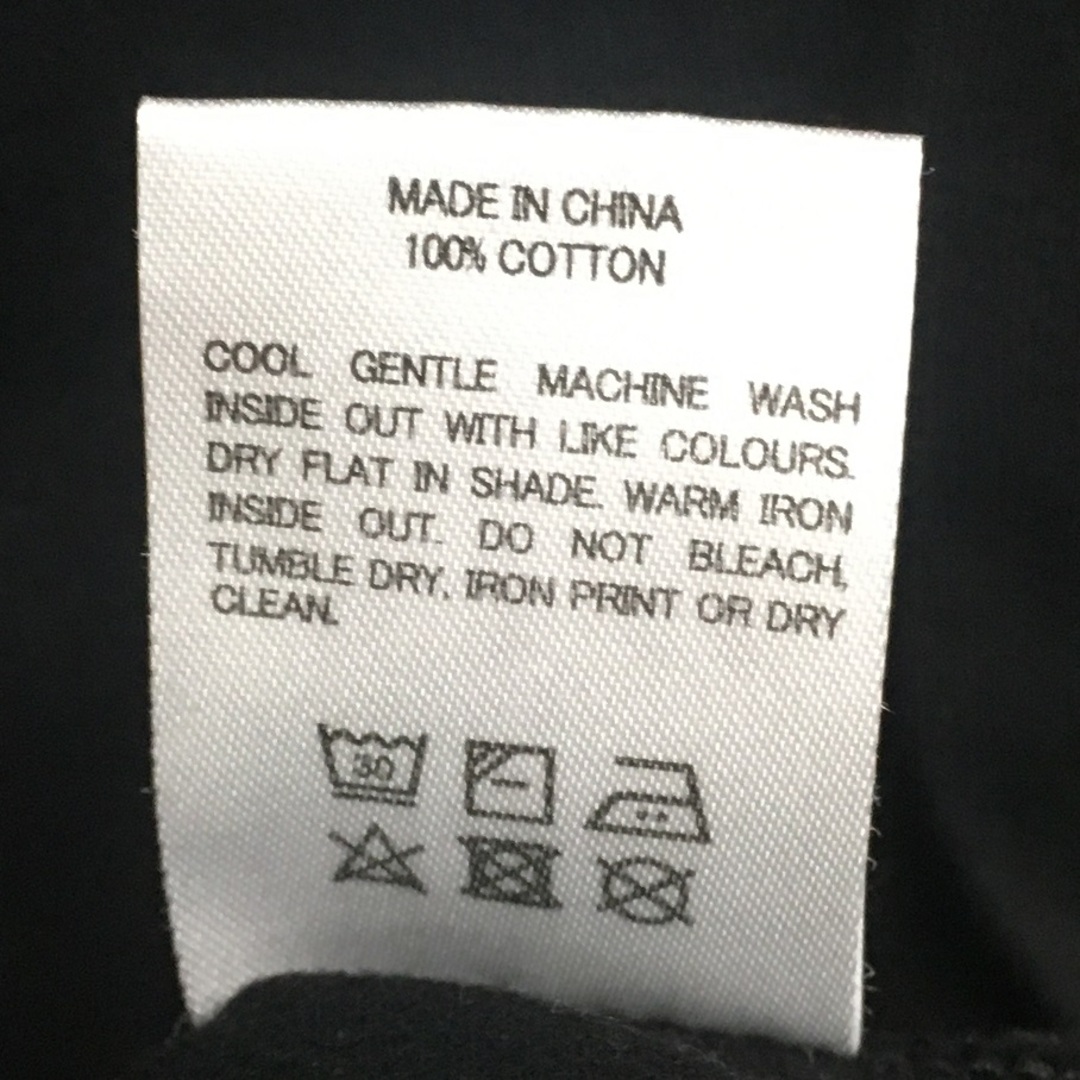 MADE IN CHINA
100% COTTON
COOL GENTLE MACHINE WASH
INSIDE OUT WITH LIKE COLOURS.
DRY FLAT IN SHADE. WARM IRON
INSIDE OUT. DO NOT BLEACH,
TUMBLE DRY, IRON PRINT OR DRY
CLEAN.
30